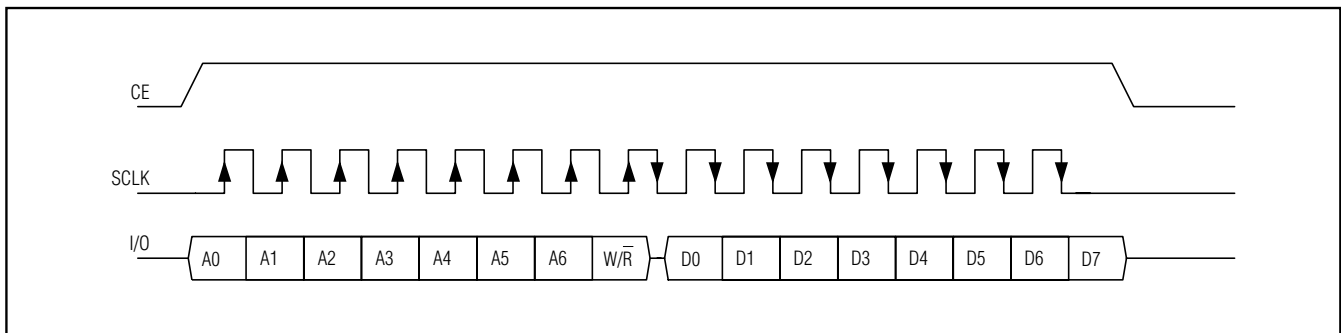 CE
SCLK
I/O
A0 A1 A2 A3 A4 A5 A6 W/R̅ D0 D1 D2 D3 D4 D5 D6 D7